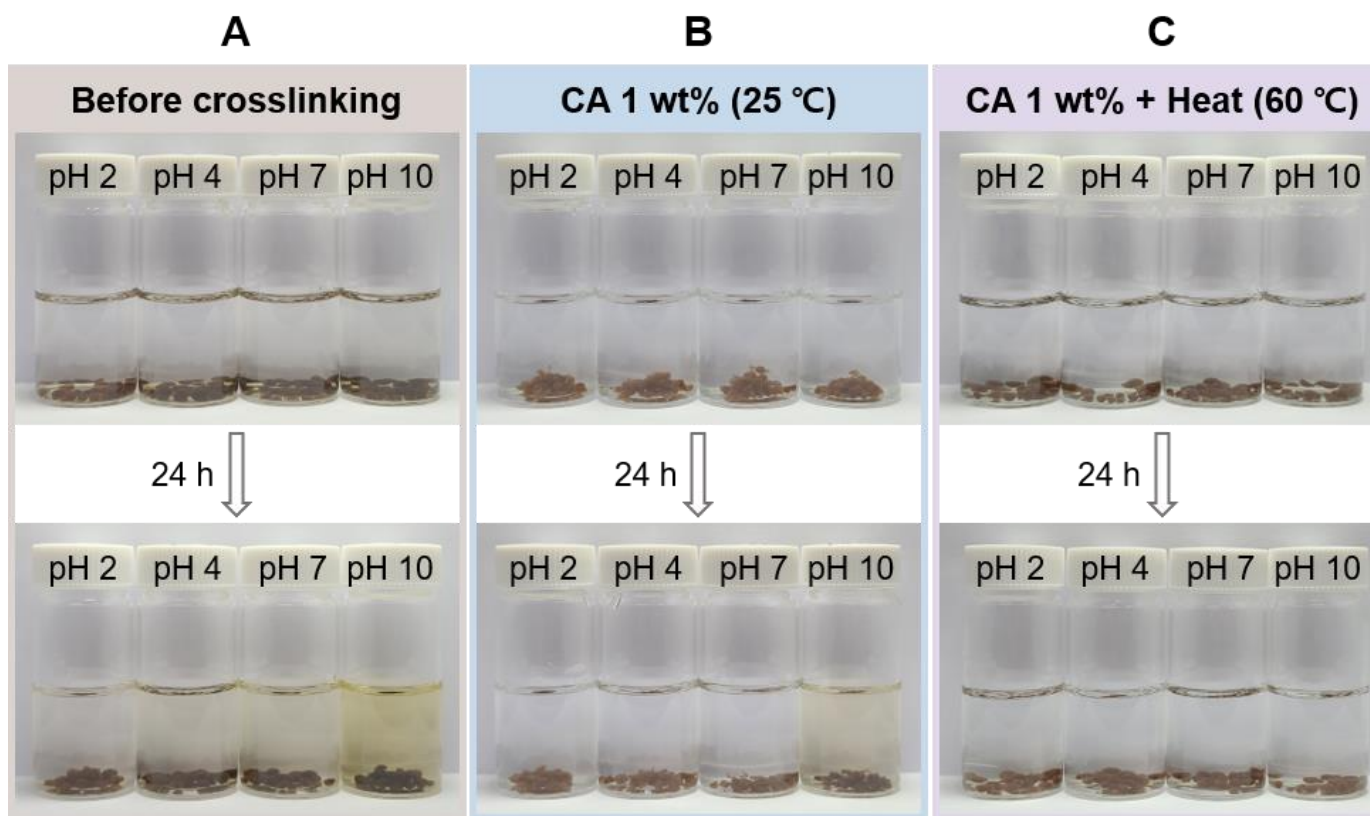 A
B
C
Before crosslinking
CA 1 wt% (25 ℃)
CA 1 wt% + Heat (60 ℃)
pH 2 pH 4 pH 7 pH 10
pH 2 pH 4 pH 7 pH 10
pH 2 pH 4 pH 7 pH 10
24 h
24 h
24 h
pH 2 pH 4 pH 7 pH 10
pH 2 pH 4 pH 7 pH 10
pH 2 pH 4 pH 7 pH 10